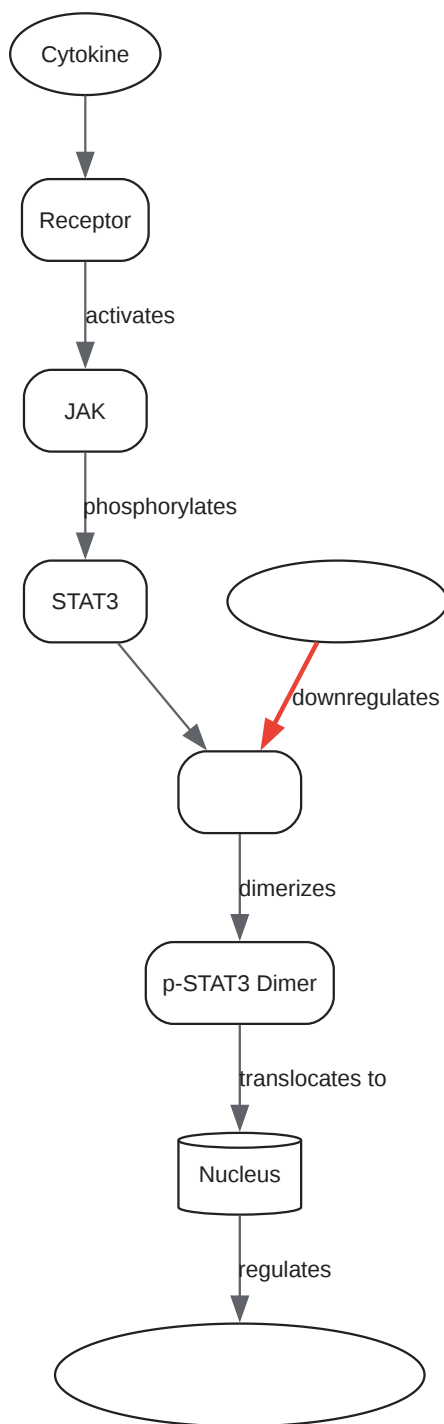 Cytokine
Receptor
activates
JAK
phosphorylates
STAT3
downregulates
dimerizes
p-STAT3 Dimer
translocates to
Nucleus
regulates